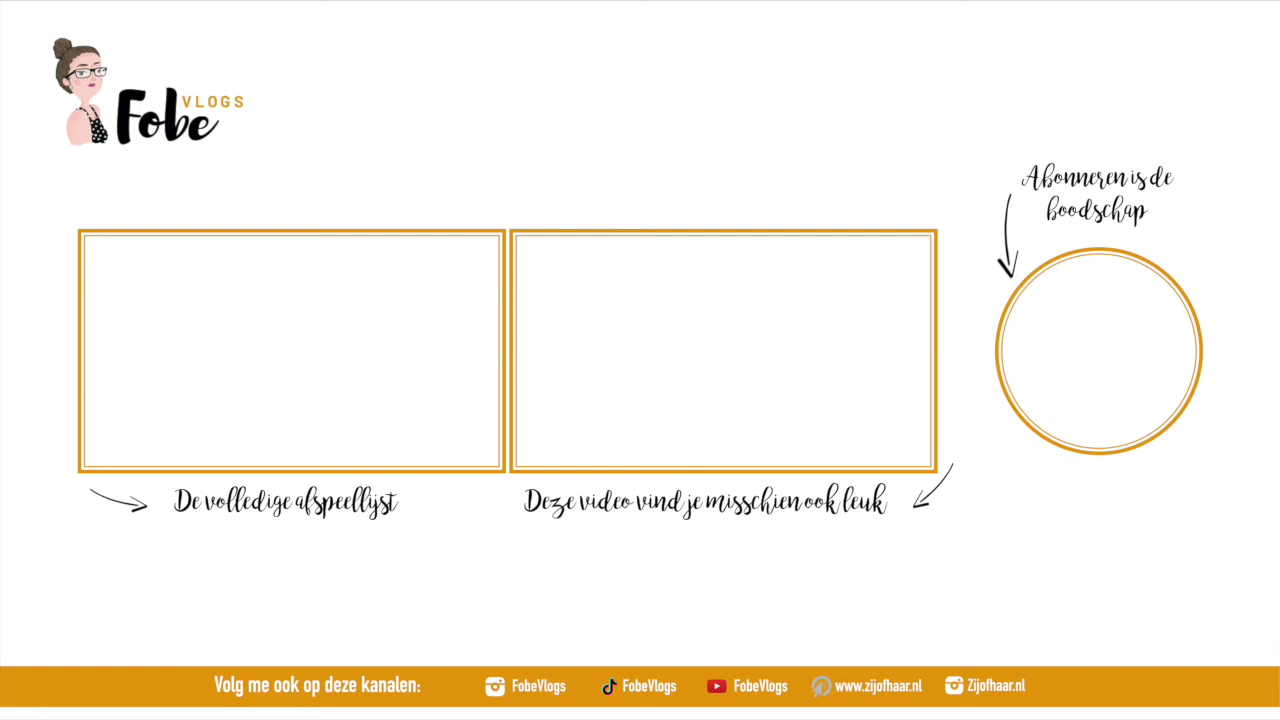 VLOGS
Fobe
Abonneren is de
boodschap
De volledige afspeellijst
Deze video vind je misschien ook leuk
Volg me ook op deze kanalen: FobeVlogs FobeVlogs FobeVlogs www.zijofhaar.nl Zijofhaar.nl